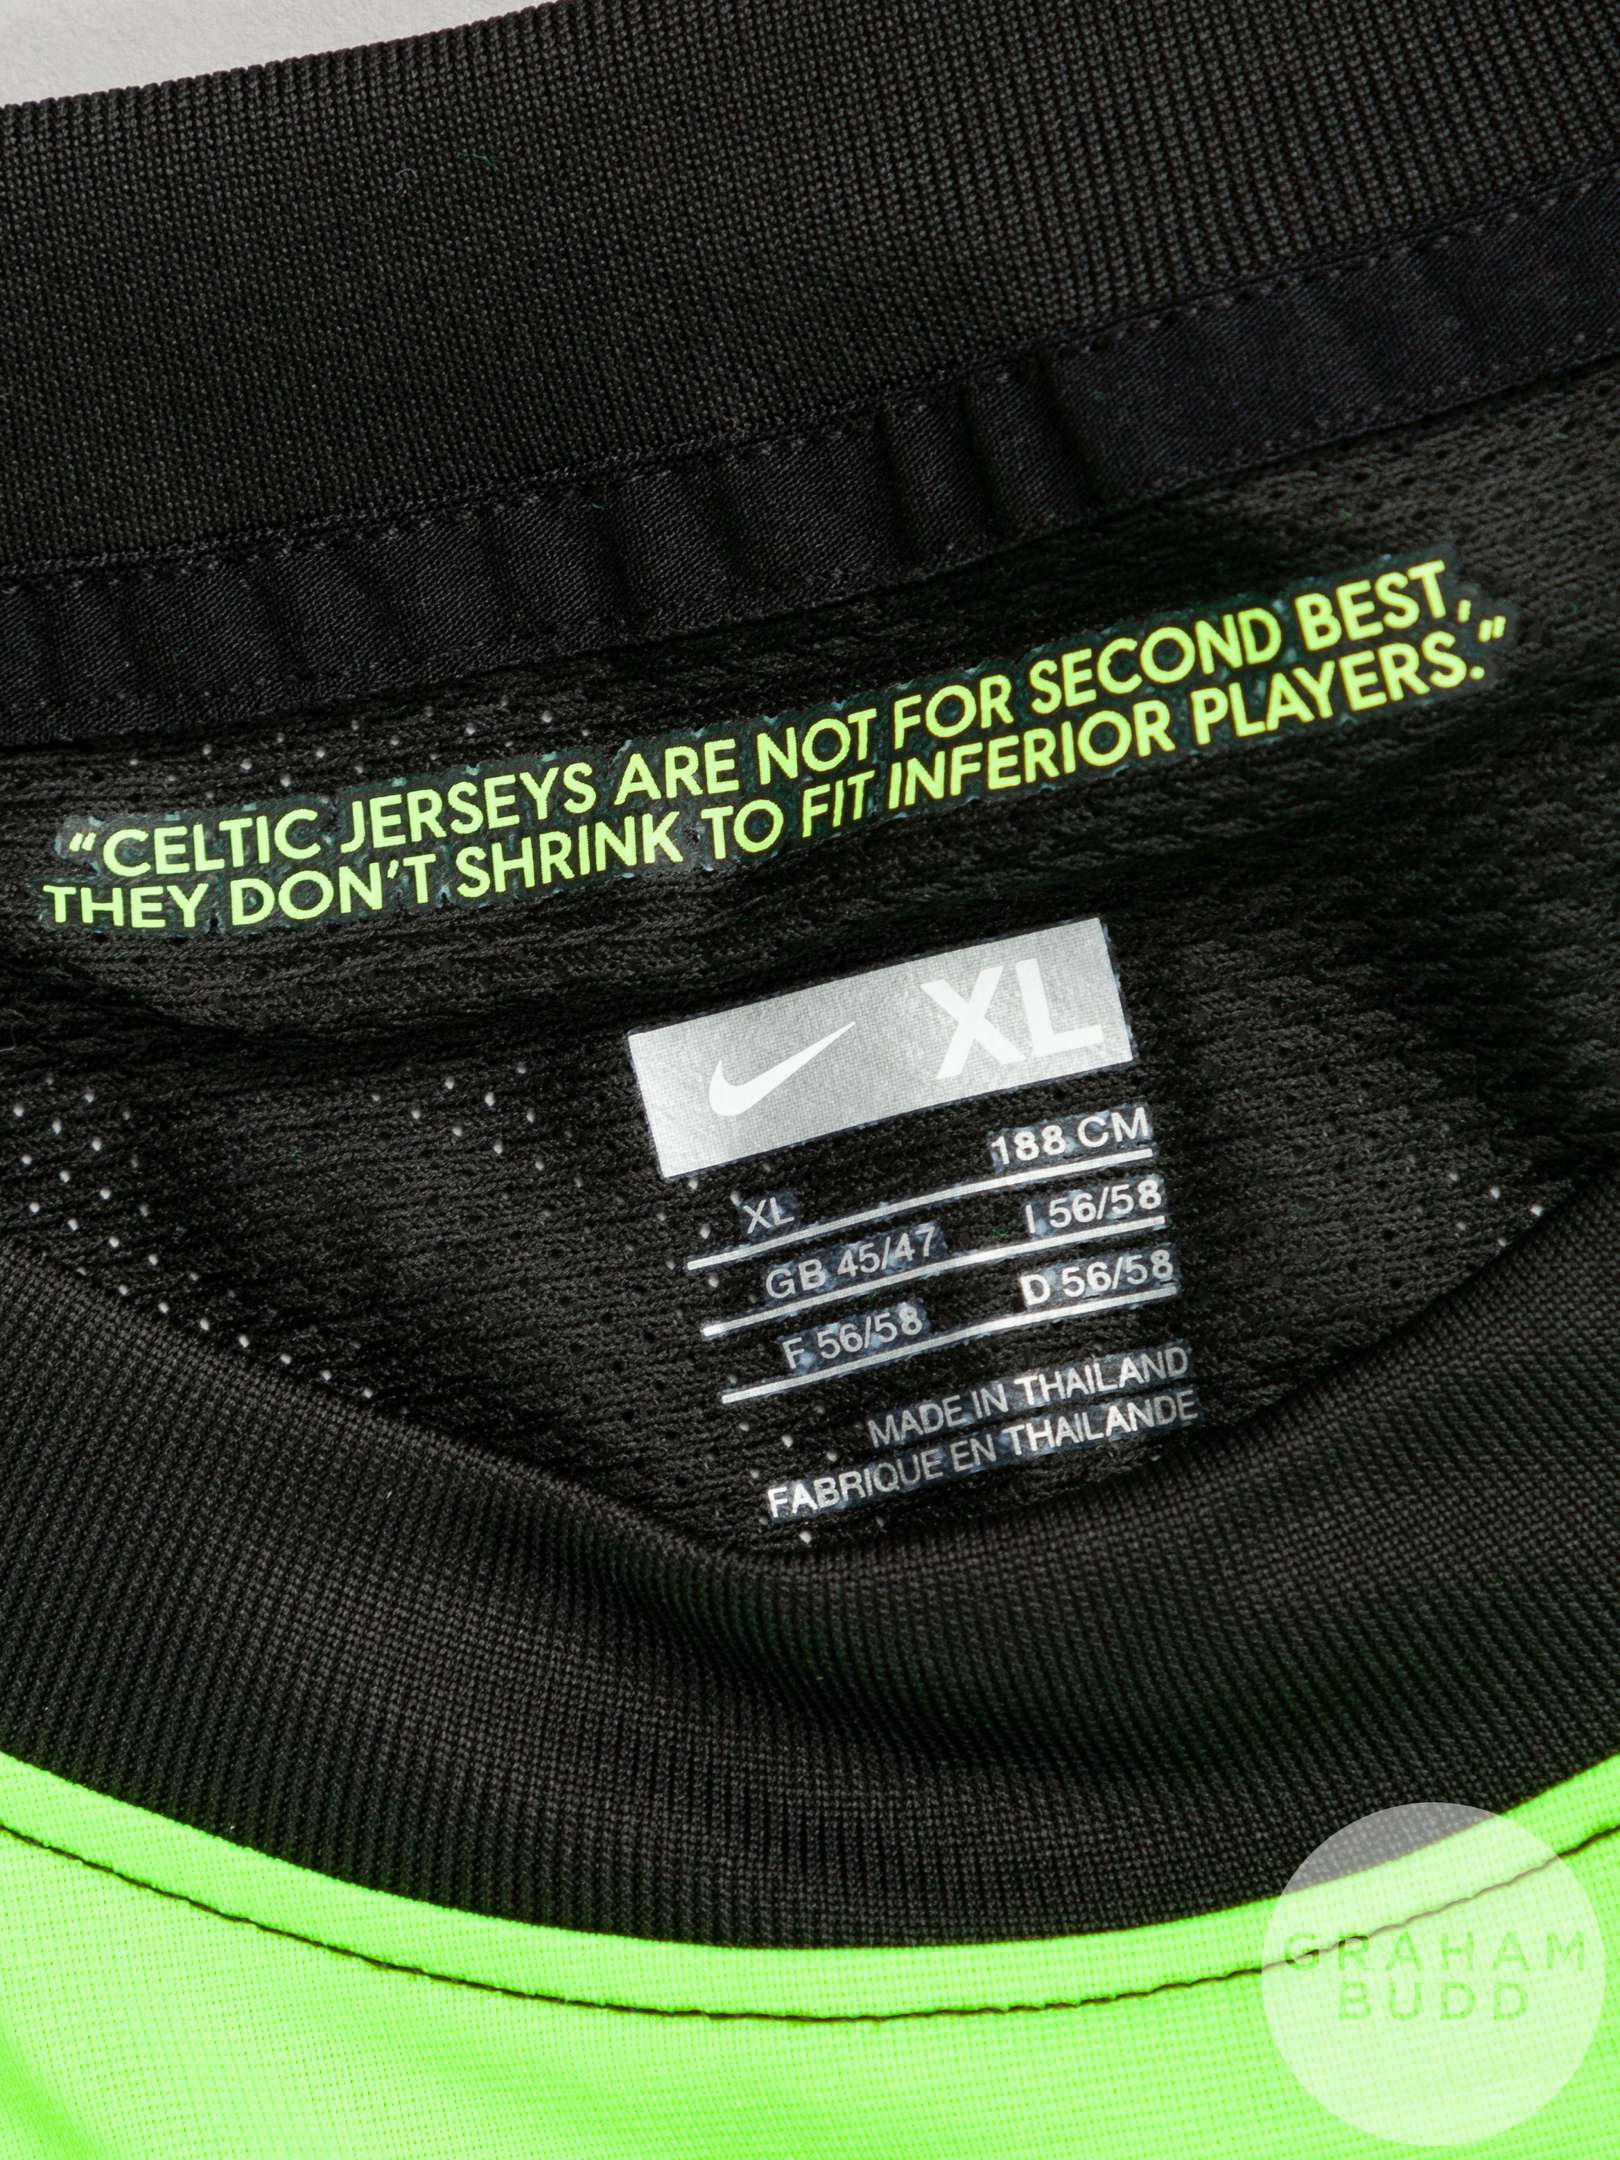 “CELTIC JERSEYS ARE NOT FOR SECOND BEST,
THEY DON'T SHRINK TO FIT INFERIOR PLAYERS.”
XL
XL 188 CM
GB 45/47 I 56/58
F 56/58 D 56/58
MADE IN THAILAND
FABRIQUE EN THAILANDE
GRAHAM
BUDD